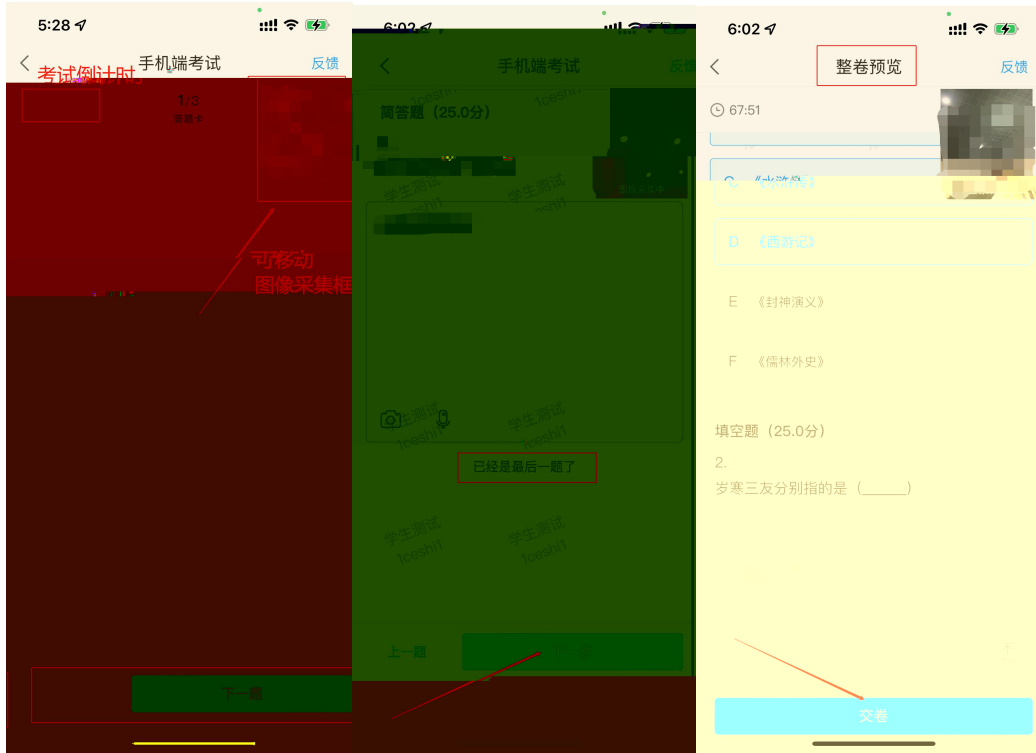 5:28
手机端考试
反馈
考试倒计时
1/3
答题卡
可移动
图像采集框
下一题
6:02
手机端考试
反馈
简答题（25.0分）
学生测试
1ceshi1
学生测试
1ceshi1
学生测试
1ceshi1
学生测试
1ceshi1
已经是最后一题了
学生测试
1ceshi1
学生测试
1ceshi1
上一题
6:02
整卷预览
反馈
67:51
C 《水浒传》
D 《西游记》
E 《封神演义》
F 《儒林外史》
填空题（25.0分）
2.
岁寒三友分别指的是（______）
交卷